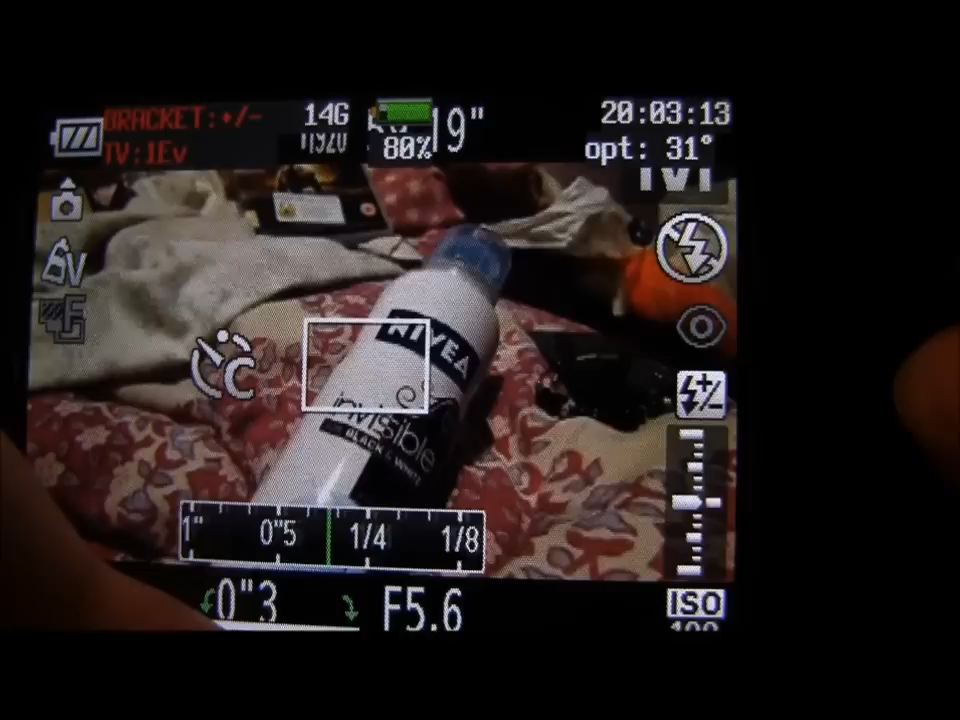 BRACKET:+/-
TV:1Ev
14G
19"
80%
20:03:13
opt: 31°
NIVEA
invisible
BLACK & WHITE
C
1" 0"5 1/4 1/8
0"3 F5.6
ISO
100